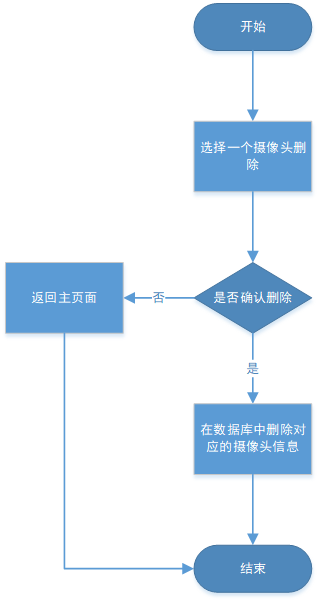 开始
选择一个摄像头删
除
返回主页面
否
是否确认删除
是
在数据库中删除对
应的摄像头信息
结束